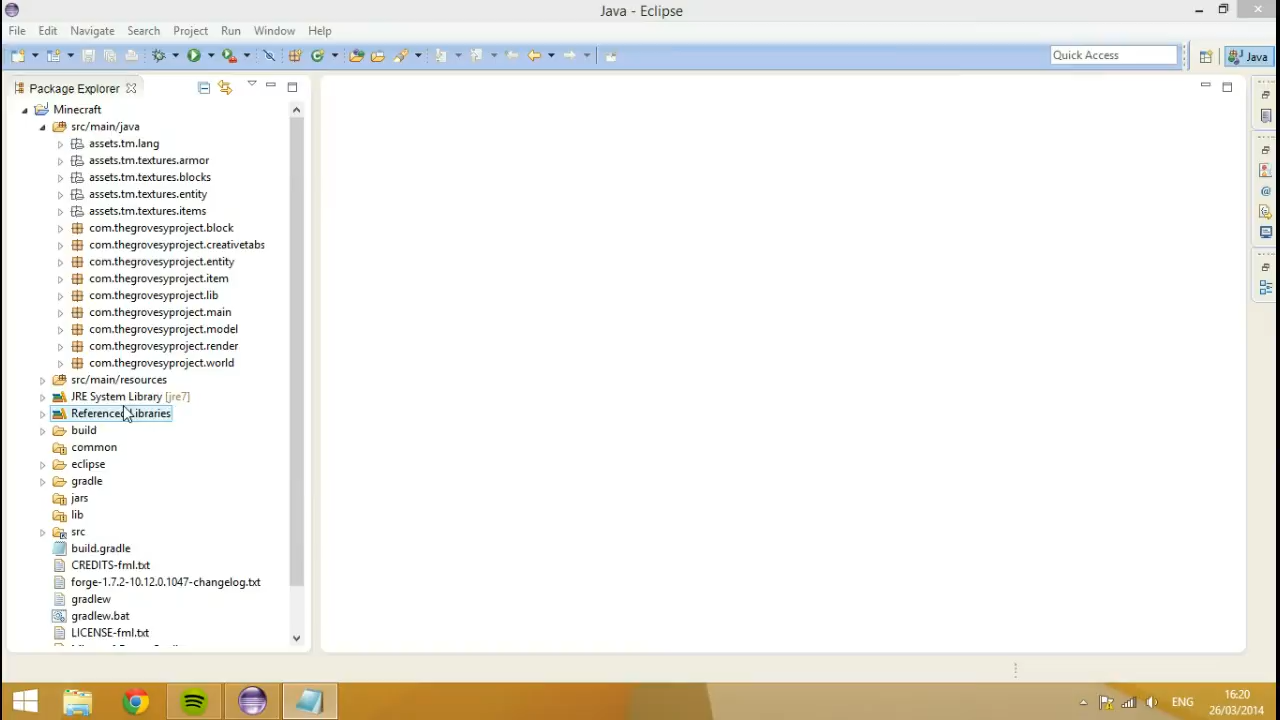 Java - Eclipse
File Edit Navigate Search Project Run Window Help
Quick Access
Java
Package Explorer
Minecraft
src/main/java
assets.tm.lang
assets.tm.textures.armor
assets.tm.textures.blocks
assets.tm.textures.entity
assets.tm.textures.items
com.thegrovesyproject.block
com.thegrovesyproject.creativetabs
com.thegrovesyproject.entity
com.thegrovesyproject.item
com.thegrovesyproject.lib
com.thegrovesyproject.main
com.thegrovesyproject.model
com.thegrovesyproject.render
com.thegrovesyproject.world
src/main/resources
JRE System Library [jre7]
Referenced Libraries
build
common
eclipse
gradle
jars
lib
src
build.gradle
CREDITS-fml.txt
forge-1.7.2-10.12.0.1047-changelog.txt
gradlew
gradlew.bat
LICENSE-fml.txt
ENG
16:20
26/03/2014